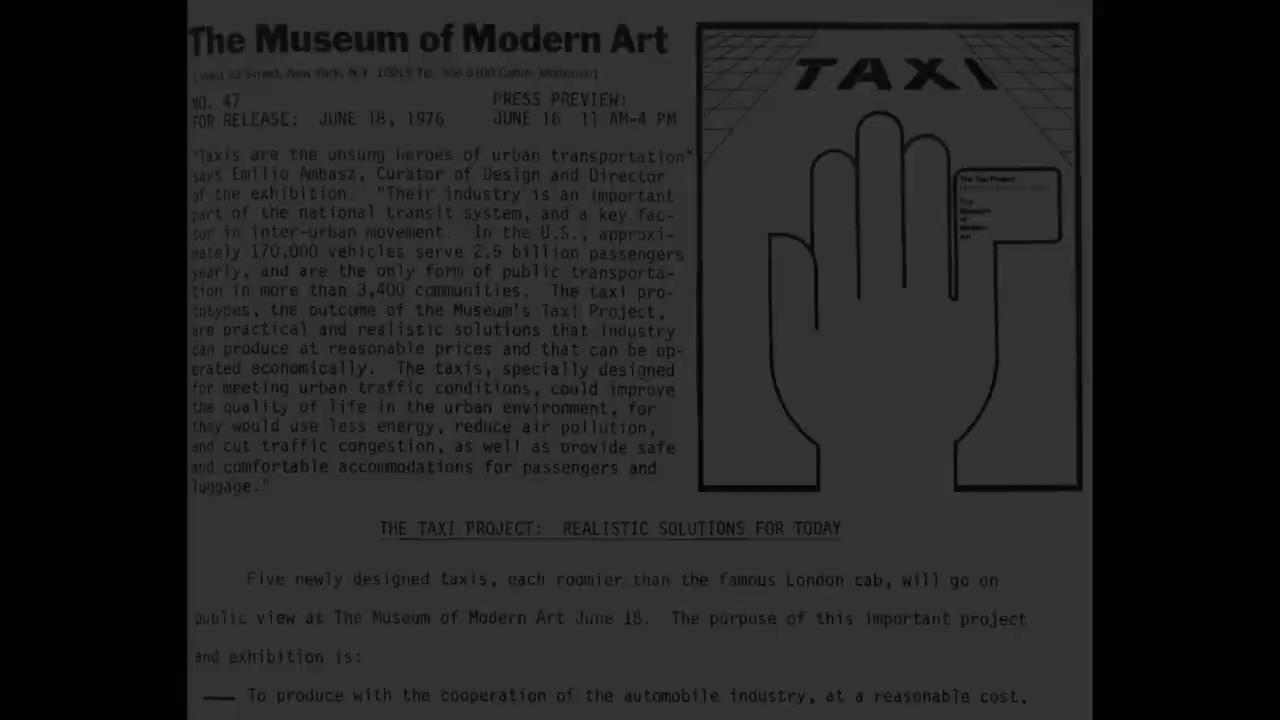 The Museum of Modern Art
NO. 47
FOR RELEASE: JUNE 18, 1976
PRESS PREVIEW:
JUNE 16 11 AM-4 PM
"Taxis are the unsung heroes of urban transportation"
says Emilio Ambasz, Curator of Design and Director
of the exhibition. "Their industry is an important
part of the national transit system, and a key fac-
tor in inter-urban movement. In the U.S., approxi-
mately 170,000 vehicles serve 2.5 billion passengers
yearly, and are the only form of public transporta-
tion in more than 3,400 communities. The taxi pro-
totypes, the outcome of the Museum's Taxi Project,
are practical and realistic solutions that industry
can produce at reasonable prices and that can be op-
erated economically. The taxis, specially designed
for meeting urban traffic conditions, could improve
the quality of life in the urban environment, for
they would use less energy, reduce air pollution,
and cut traffic congestion, as well as provide safe
and comfortable accommodations for passengers and
luggage."
TAXI
The Taxi Project
The
Museum
of
Modern
Art
THE TAXI PROJECT: REALISTIC SOLUTIONS FOR TODAY
Five newly designed taxis, each roomier than the famous London cab, will go on
public view at The Museum of Modern Art June 18. The purpose of this important project
and exhibition is:
— To produce with the cooperation of the automobile industry, at a reasonable cost,